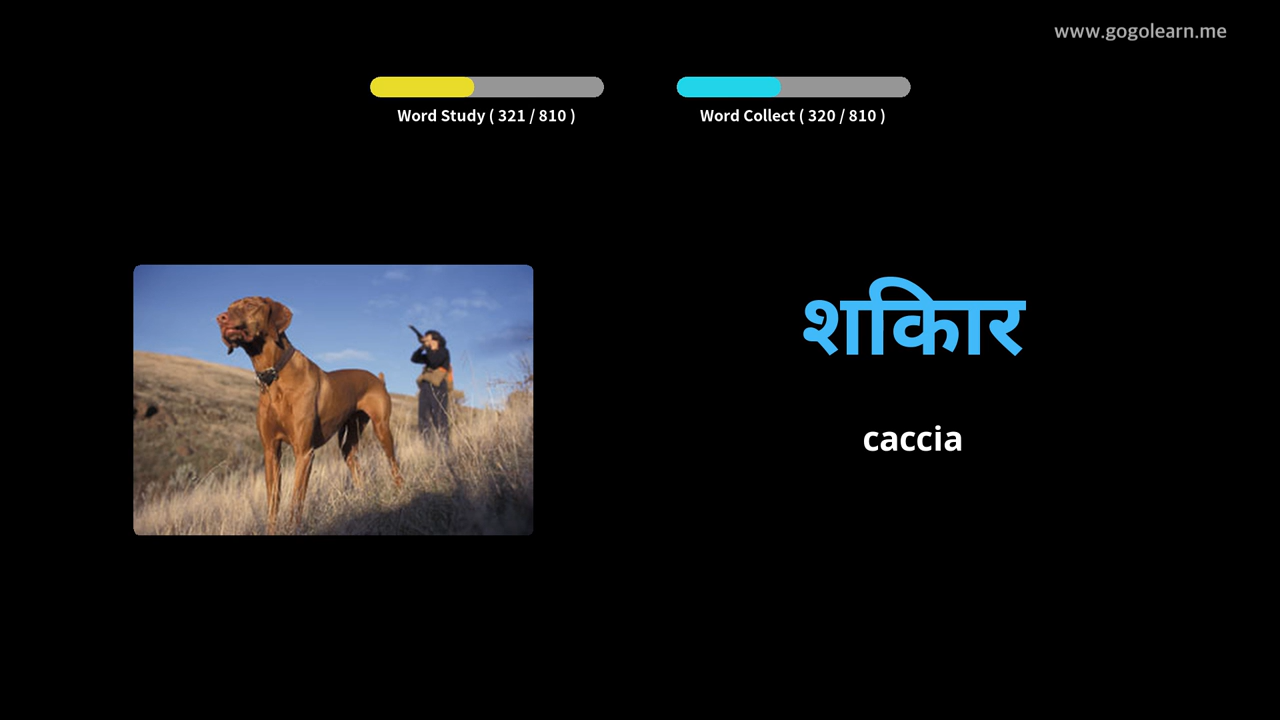 www.gogolearn.me
Word Study ( 321 / 810 )
Word Collect ( 320 / 810 )
शिकार
caccia